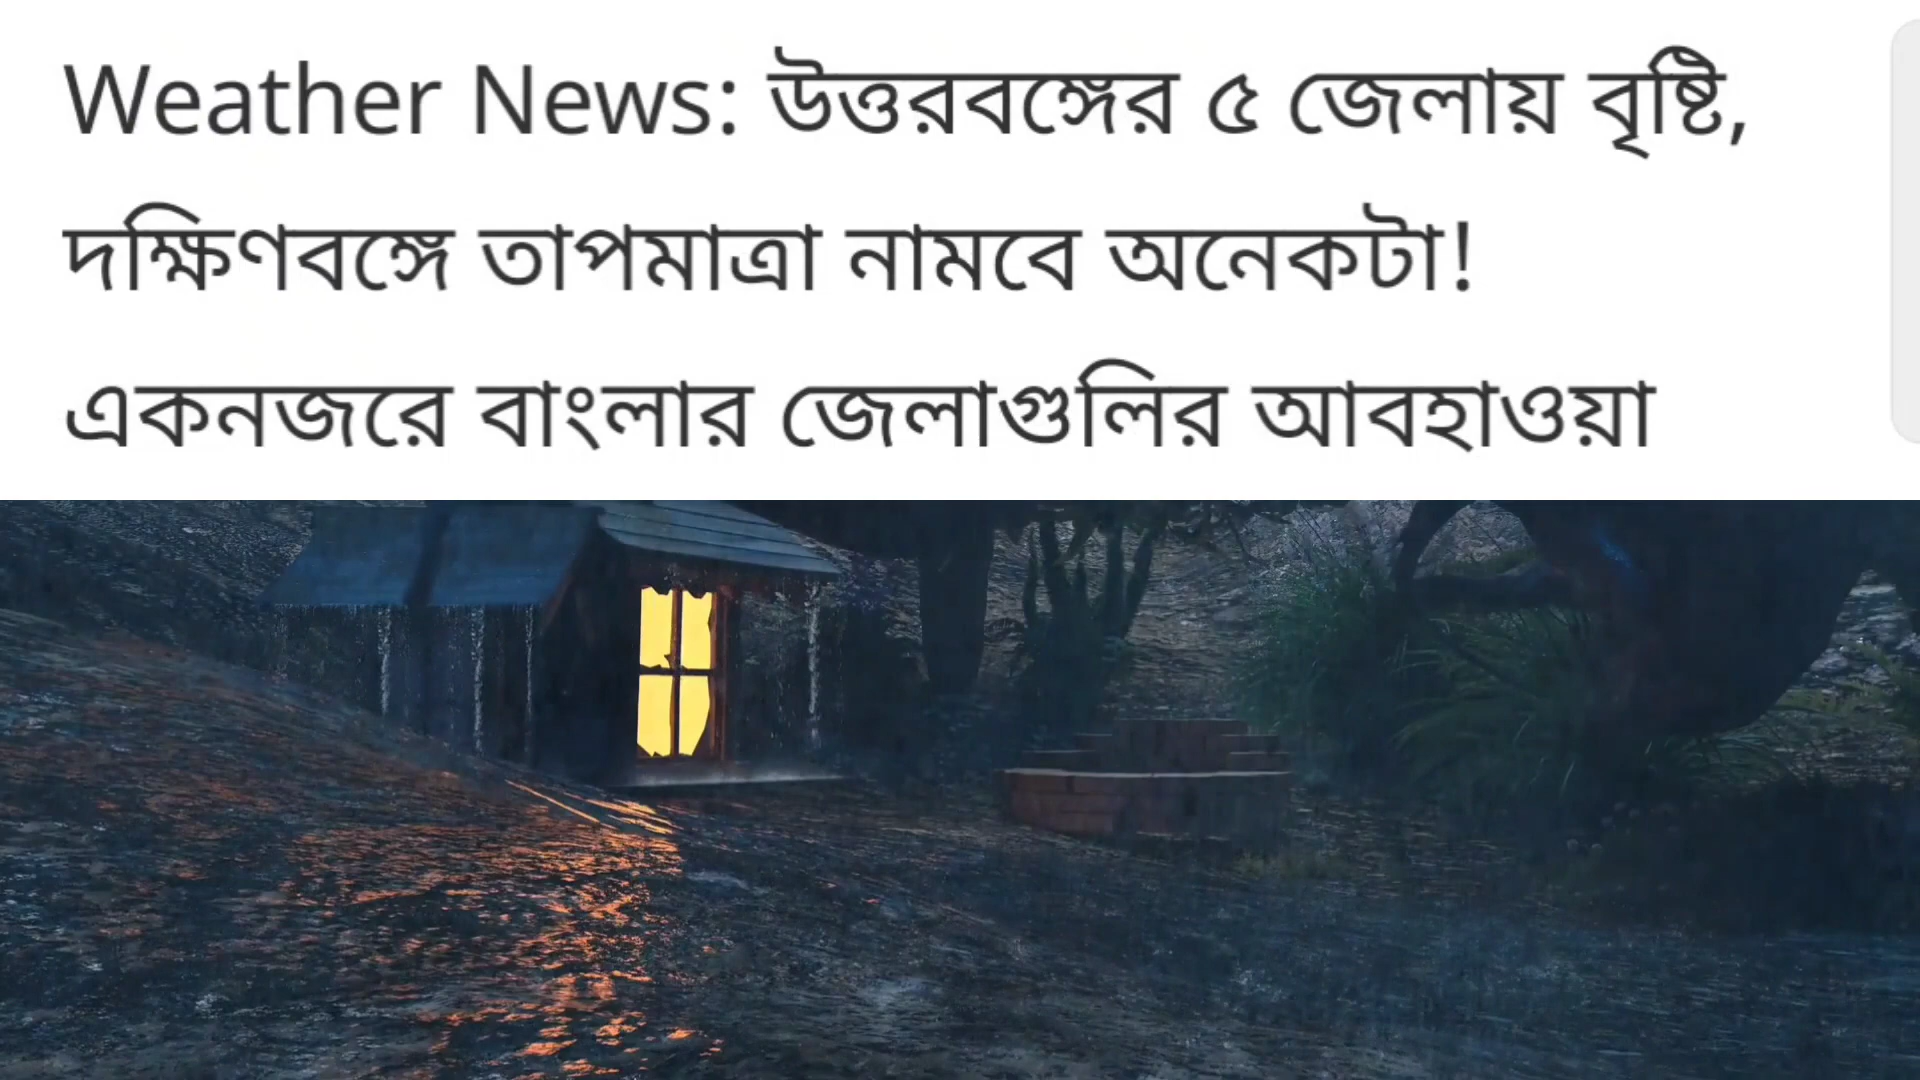 Weather News: উত্তরবঙ্গের ৫ জেলায় বৃষ্টি,
দক্ষিণবঙ্গে তাপমাত্রা নামবে অনেকটা!
একনজরে বাংলার জেলাগুলির আবহাওয়া